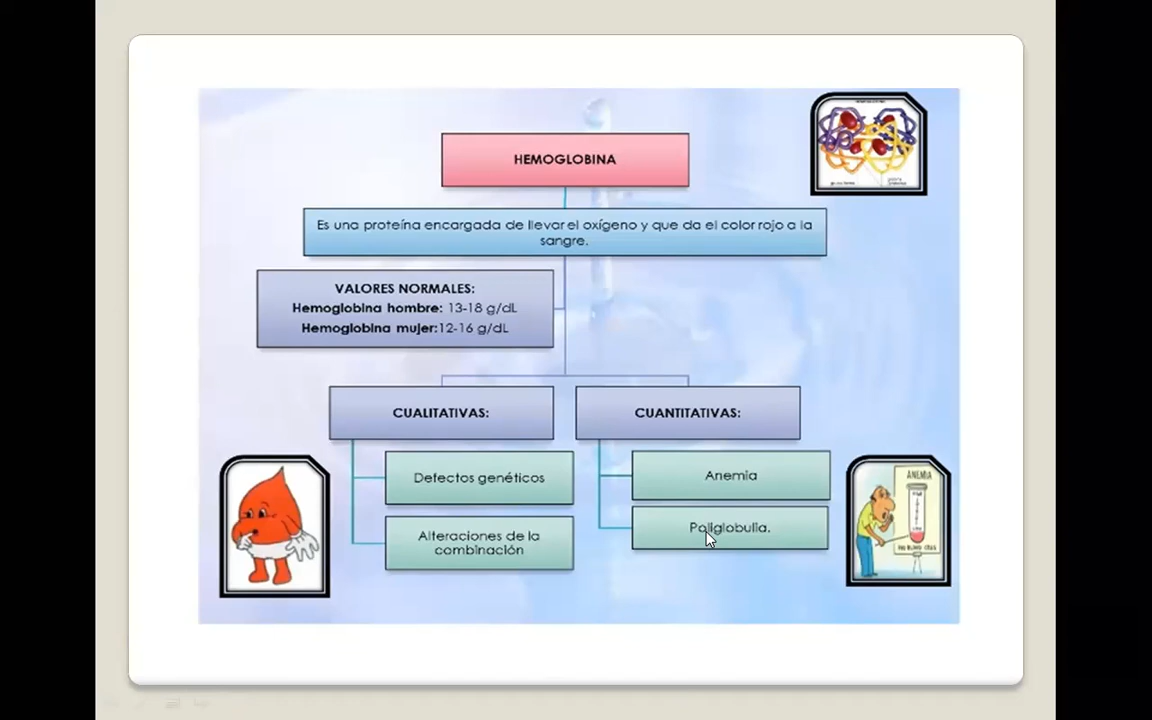 HEMOGLOBINA
Es una proteína encargada de llevar el oxígeno y que da el color rojo a la
sangre.
VALORES NORMALES:
Hemoglobina hombre: 13-18 g/dL
Hemoglobina mujer:12-16 g/dL
CUALITATIVAS:
CUANTITATIVAS:
Defectos genéticos
Anemia
Alteraciones de la
combinación
Poliglobulia.
ANEMIA